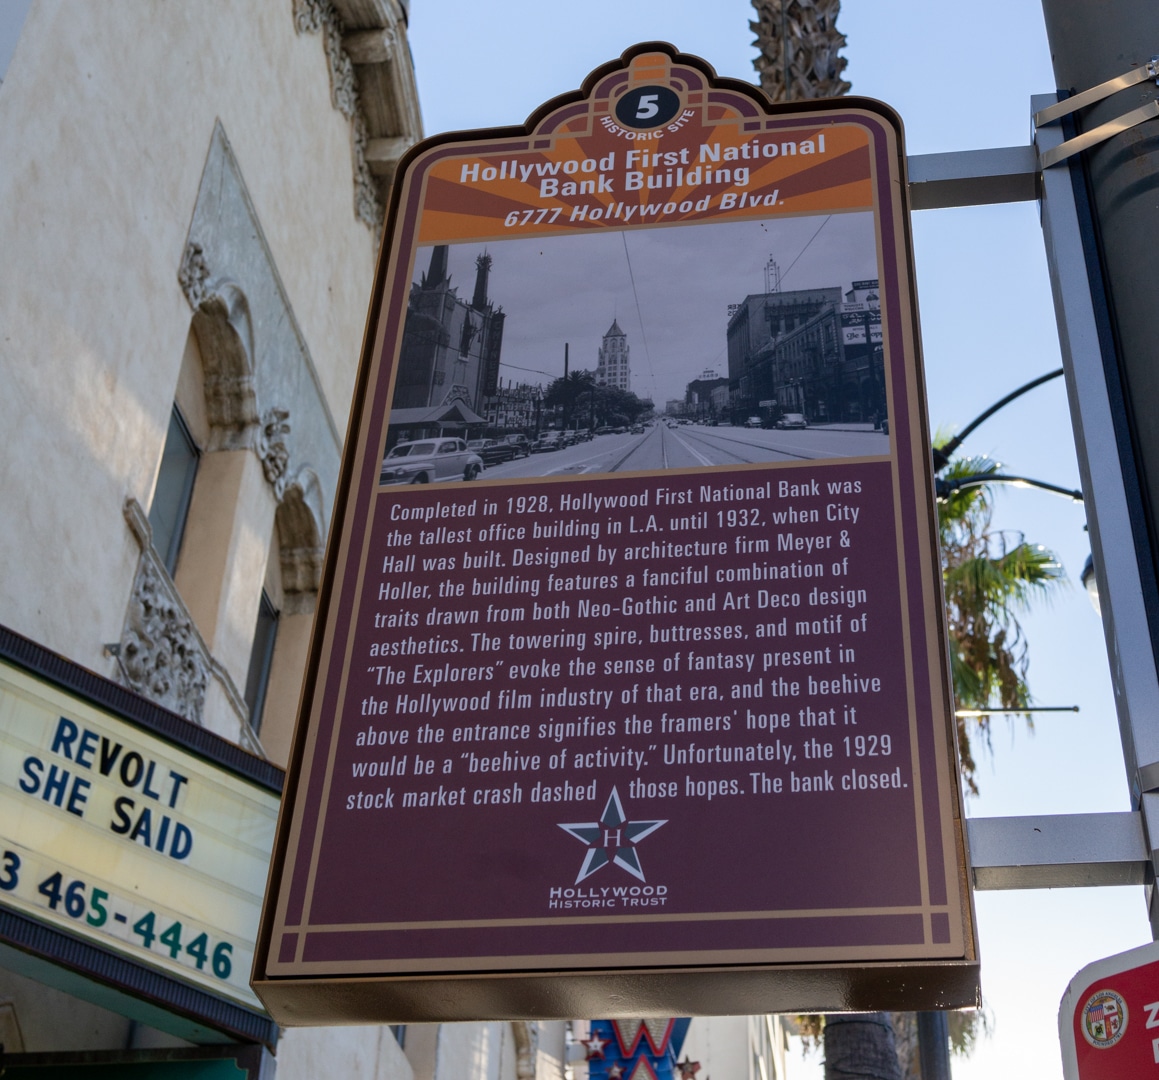 5
HISTORIC SITE
Hollywood First National
Bank Building
6777 Hollywood Blvd.
Completed in 1928, Hollywood First National Bank was
the tallest office building in L.A. until 1932, when City
Hall was built. Designed by architecture firm Meyer &
Holler, the building features a fanciful combination of
traits drawn from both Neo-Gothic and Art Deco design
aesthetics. The towering spire, buttresses, and motif of
“The Explorers” evoke the sense of fantasy present in
the Hollywood film industry of that era, and the beehive
above the entrance signifies the framers' hope that it
would be a “beehive of activity.” Unfortunately, the 1929
stock market crash dashed those hopes. The bank closed.
H
HOLLYWOOD
HISTORIC TRUST
REVOLT
SHE SAID
3 465-4446